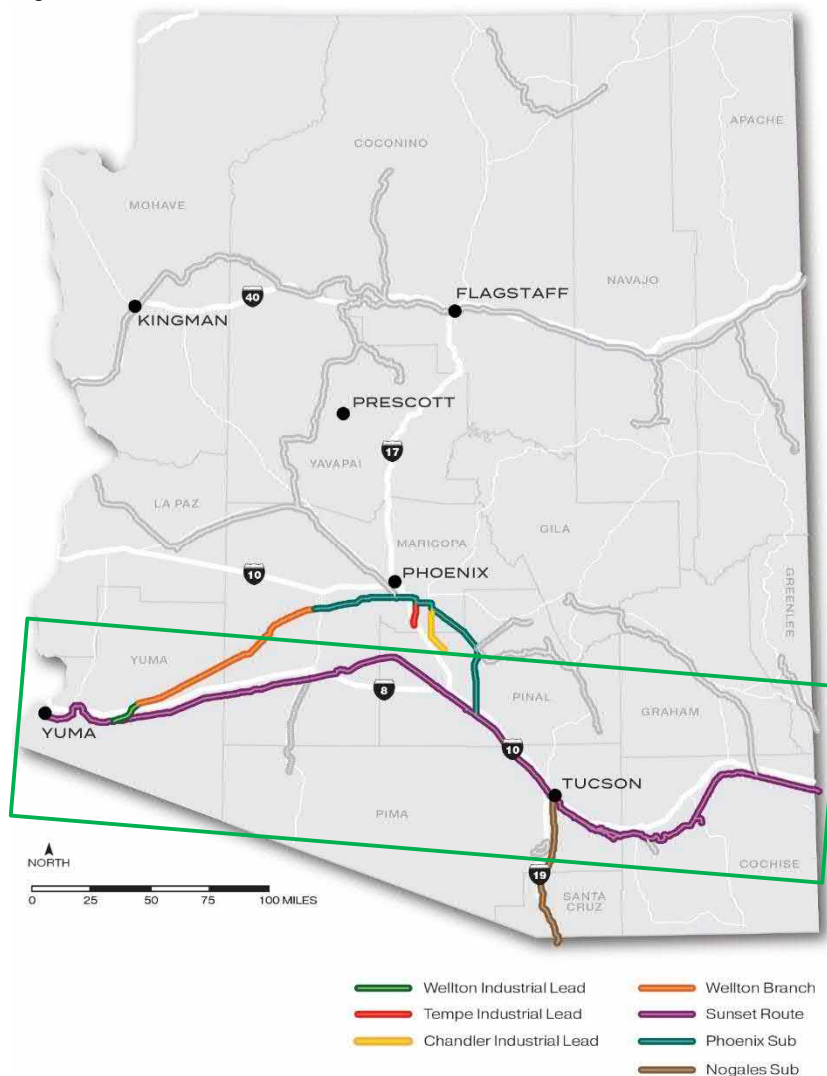 APACHE
COCONINO
MOHAVE
NAVAJO
40
FLAGSTAFF
KINGMAN
PRESCOTT
17
YAVAPAI
LA PAZ
GILA
MARICOPA
10
PHOENIX
GREENLEE
YUMA
8
PINAL
GRAHAM
YUMA
10
TUCSON
PIMA
NORTH
COCHISE
19
SANTA
CRUZ
0 25 50 75 100 MILES
Wellton Industrial Lead
Tempe Industrial Lead
Chandler Industrial Lead
Wellton Branch
Sunset Route
Phoenix Sub
Nogales Sub